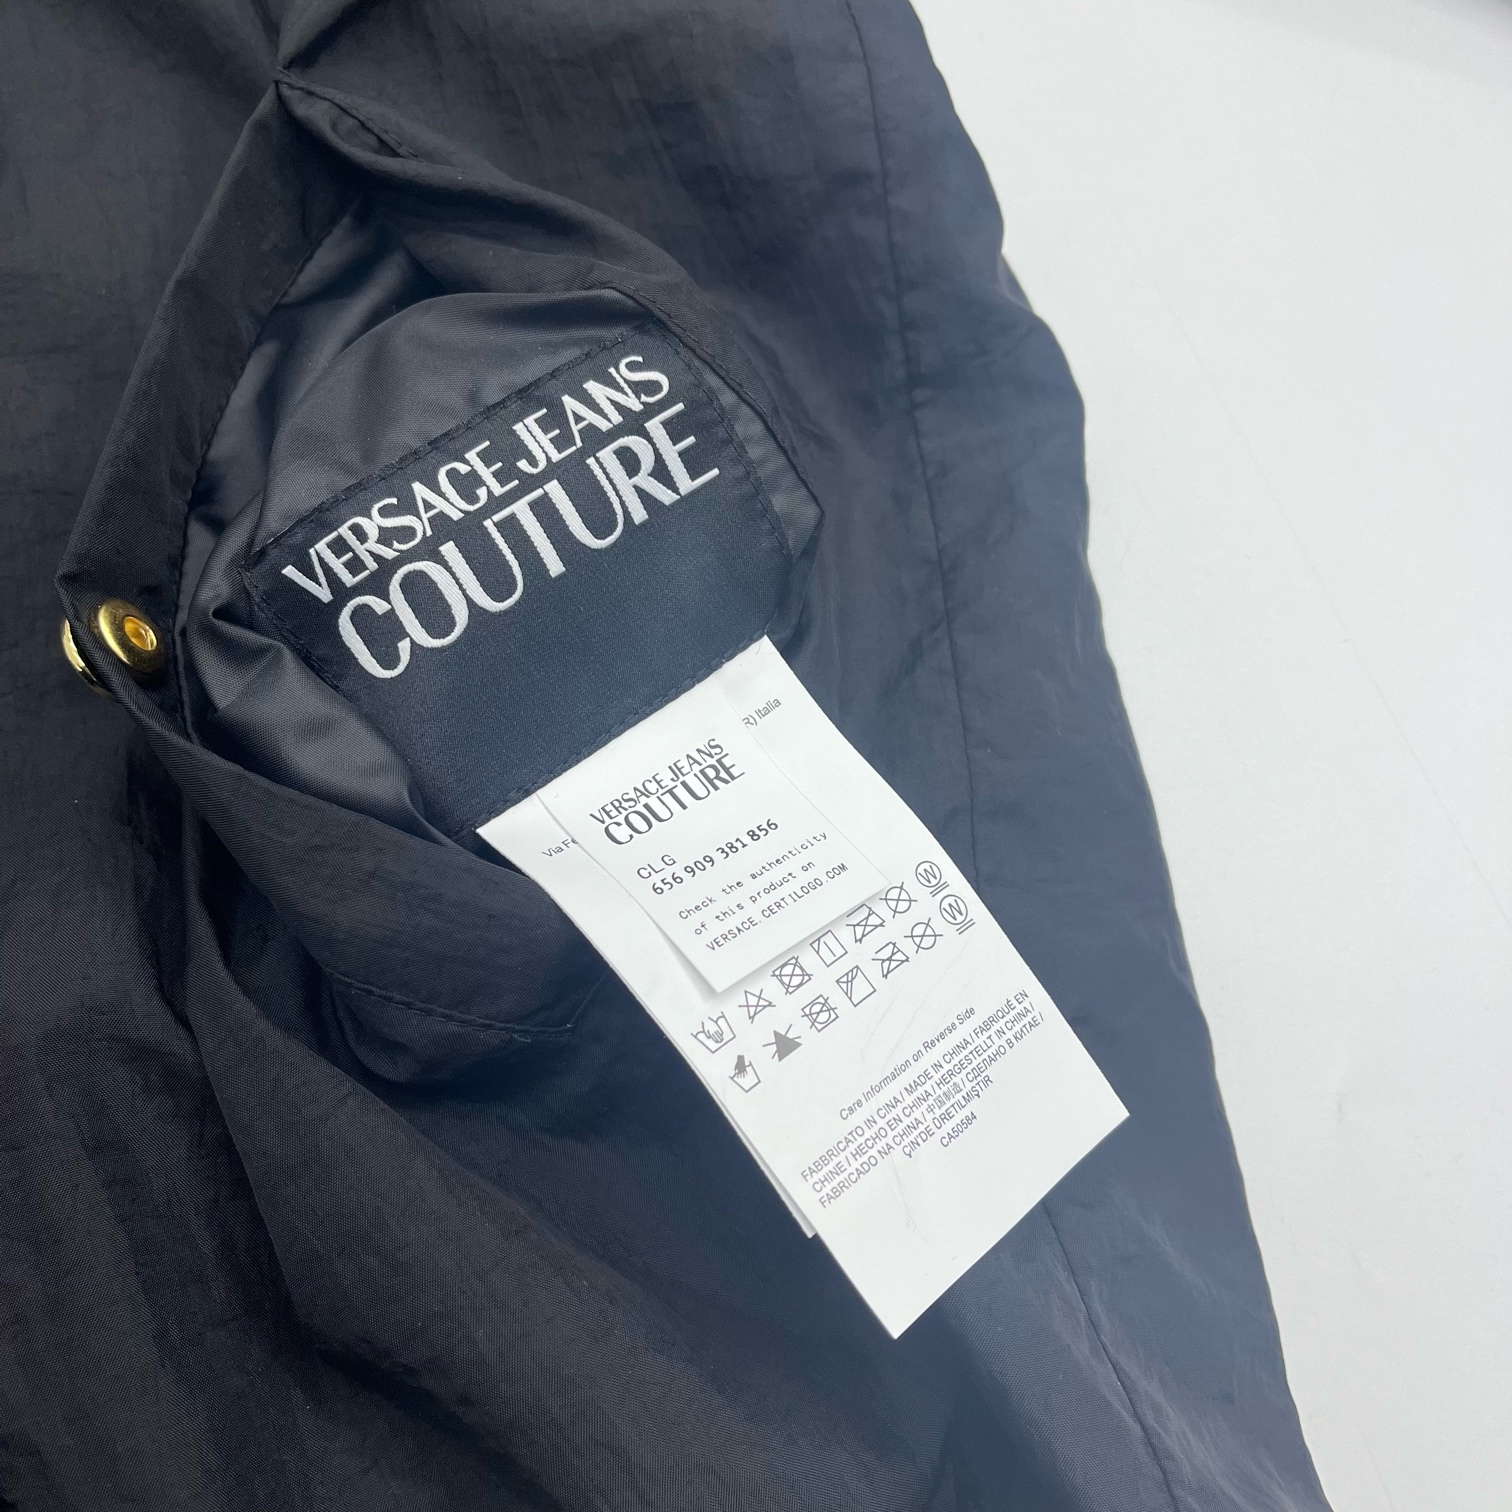 VERSACE JEANS
COUTURE
R) Italia
Via Fe
VERSACE JEANS
COUTURE
CLG
656 909 381 856
Check the authenticity
of this product on
VERSACE.CERTILOGO.COM
W
W
Care Information on Reverse Side
FABBRICATO IN CINA / MADE IN CHINA / FABRIQUÉ EN
CHINE / HECHO EN CHINA / HERGESTELLT IN CHINA /
FABRICADO NA CHINA / 中国制造 / СДЕЛАНО В КИТАЕ /
ÇIN'DE ÜRETILMIŞTIR
CA50584